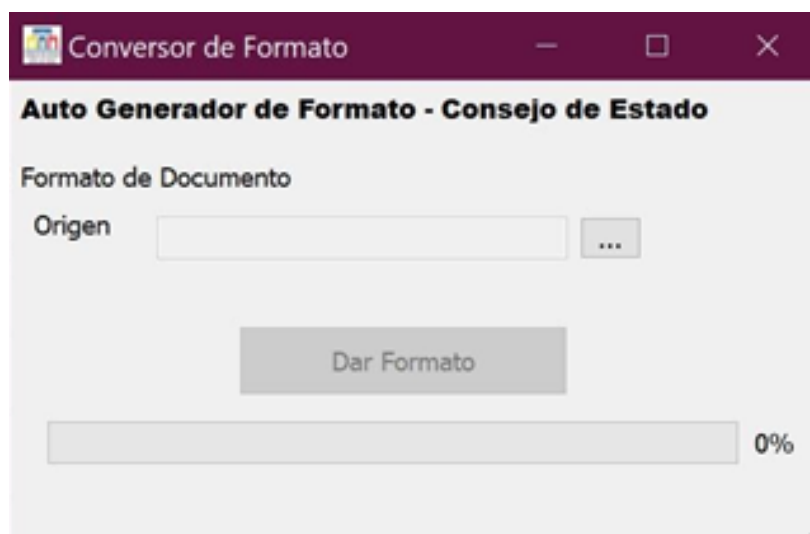 Conversor de Formato
Auto Generador de Formato - Consejo de Estado
Formato de Documento
Origen
...
Dar Formato
0%